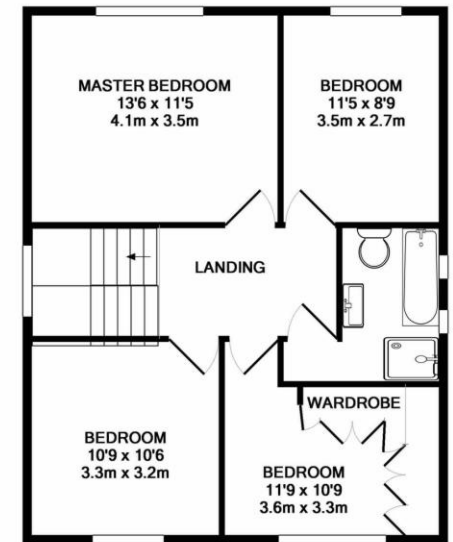 MASTER BEDROOM
13'6 x 11'5
4.1m x 3.5m
BEDROOM
11'5 x 8'9
3.5m x 2.7m
LANDING
WARDROBE
BEDROOM
10'9 x 10'6
3.3m x 3.2m
BEDROOM
11'9 x 10'9
3.6m x 3.3m